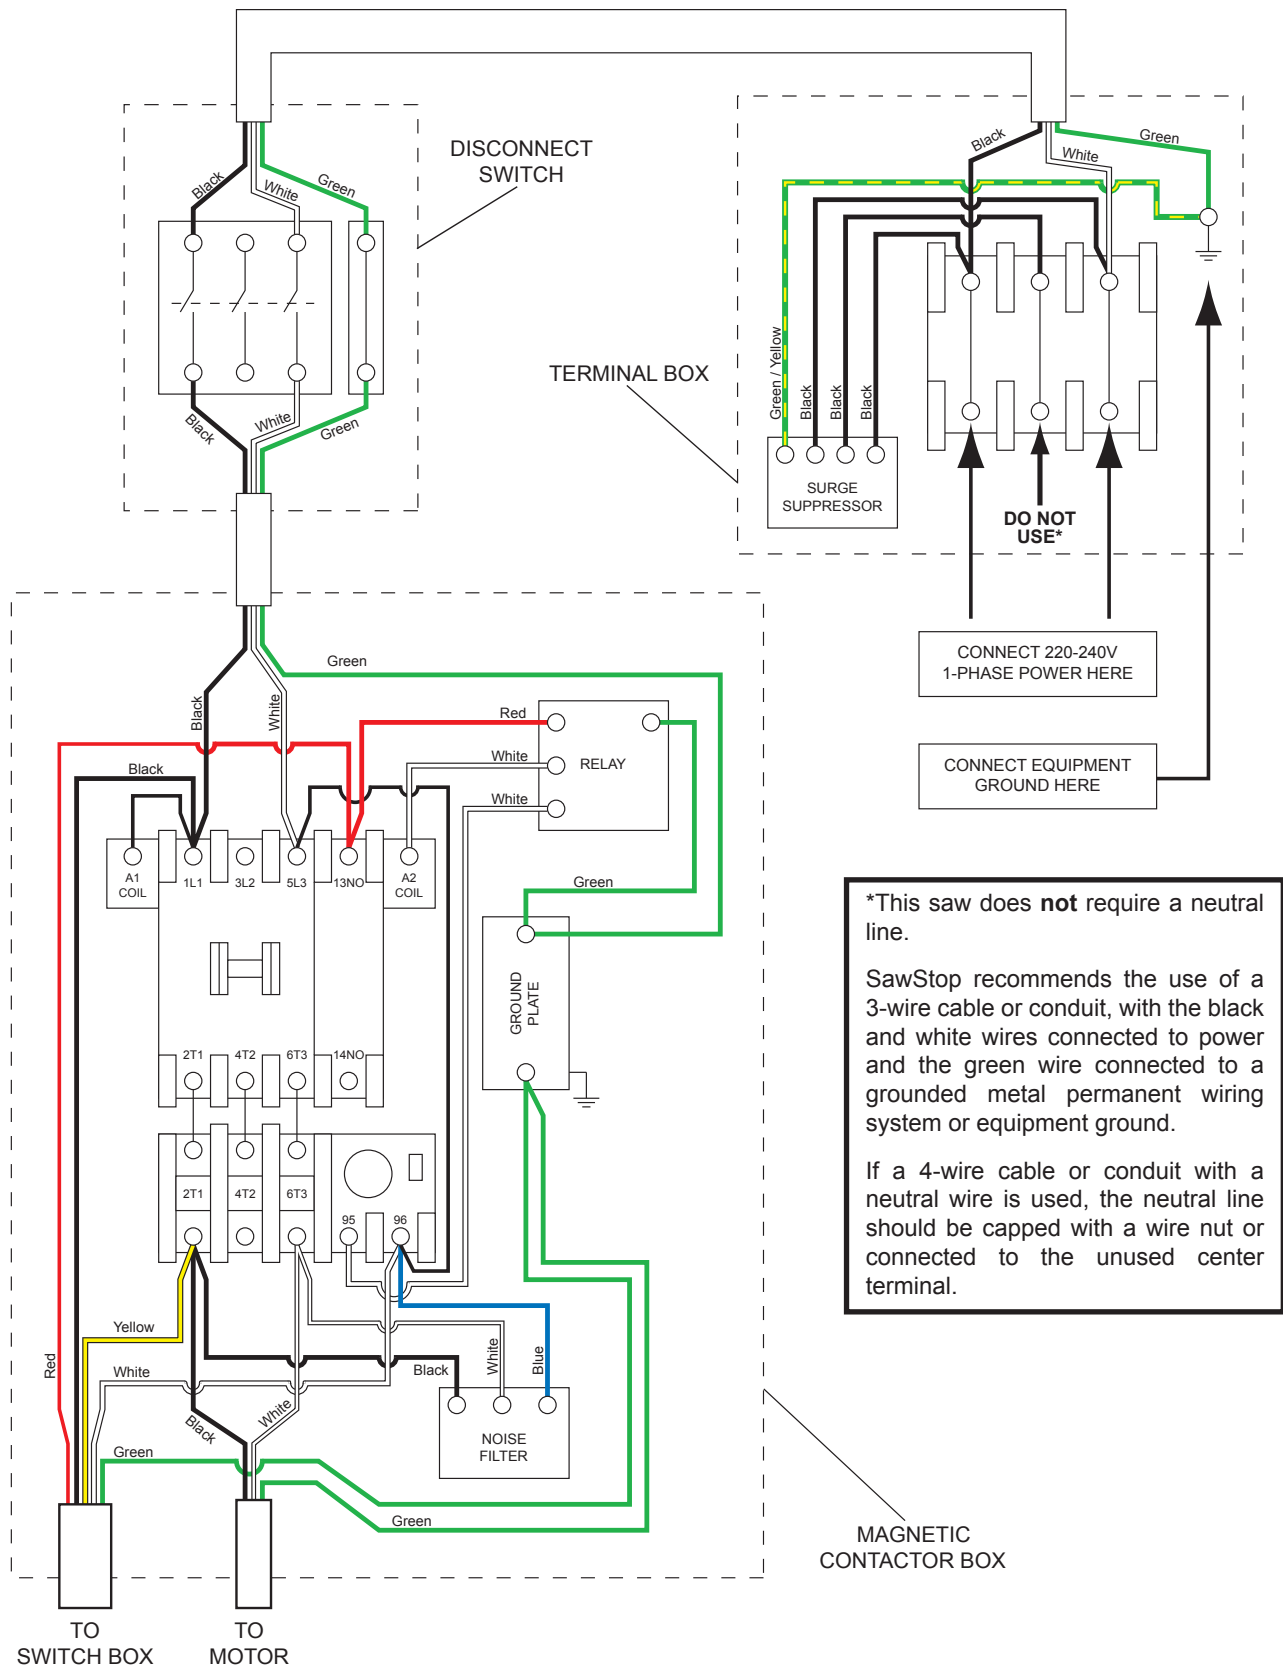 DISCONNECT
SWITCH
Black
White
Green
Black
White
Green
Black
White
Green
TERMINAL BOX
Green / Yellow
Black
Black
Black
SURGE
SUPPRESSOR
DO NOT
USE*
CONNECT 220-240V
1-PHASE POWER HERE
CONNECT EQUIPMENT
GROUND HERE
Green
Black
White
Red
White
White
RELAY
Black
A1
COIL
1L1
3L2
5L3
13NO
A2
COIL
Green
GROUND
PLATE
2T1
4T2
6T3
14NO
2T1
4T2
6T3
95
96
Yellow
Red
White
Black
White
Black
White
Blue
NOISE
FILTER
Green
Green
TO
SWITCH BOX
TO
MOTOR
MAGNETIC
CONTACTOR BOX
*This saw does not require a neutral
line.
SawStop recommends the use of a
3-wire cable or conduit, with the black
and white wires connected to power
and the green wire connected to a
grounded metal permanent wiring
system or equipment ground.
If a 4-wire cable or conduit with a
neutral wire is used, the neutral line
should be capped with a wire nut or
connected to the unused center
terminal.